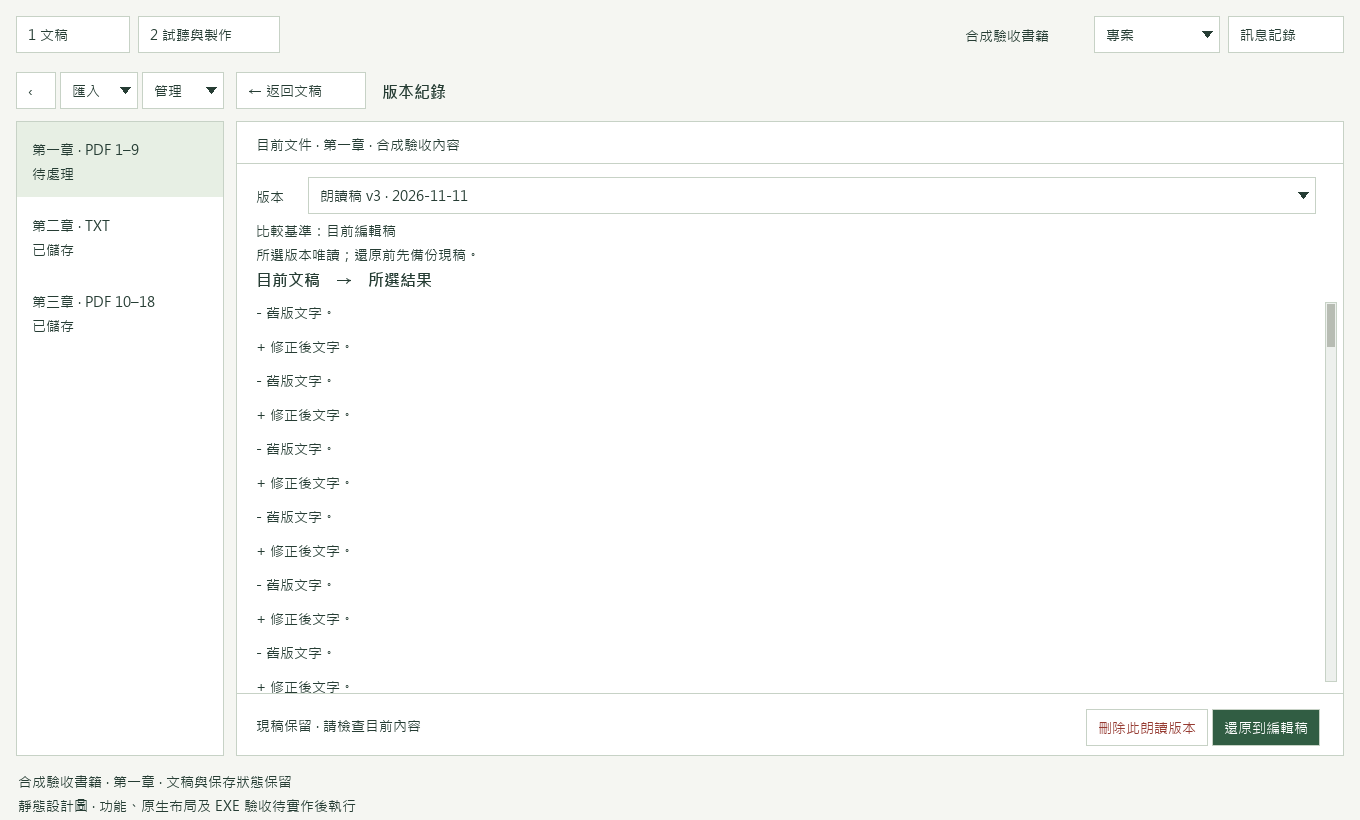 1 文稿
2 試聽與製作
合成驗收書籍
專案
訊息記錄
‹
匯入
管理
← 返回文稿
版本紀錄
第一章 · PDF 1–9
待處理
第二章 · TXT
已儲存
第三章 · PDF 10–18
已儲存
目前文件 · 第一章 · 合成驗收內容
版本
朗讀稿 v3 · 2026-11-11
比較基準：目前編輯稿
所選版本唯讀；還原前先備份現稿。
目前文稿 → 所選結果
- 舊版文字。
+ 修正後文字。
- 舊版文字。
+ 修正後文字。
- 舊版文字。
+ 修正後文字。
- 舊版文字。
+ 修正後文字。
- 舊版文字。
+ 修正後文字。
- 舊版文字。
+ 修正後文字。
現稿保留 · 請檢查目前內容
刪除此朗讀版本
還原到編輯稿
合成驗收書籍 · 第一章 · 文稿與保存狀態保留
靜態設計圖 · 功能、原生布局及 EXE 驗收待實作後執行